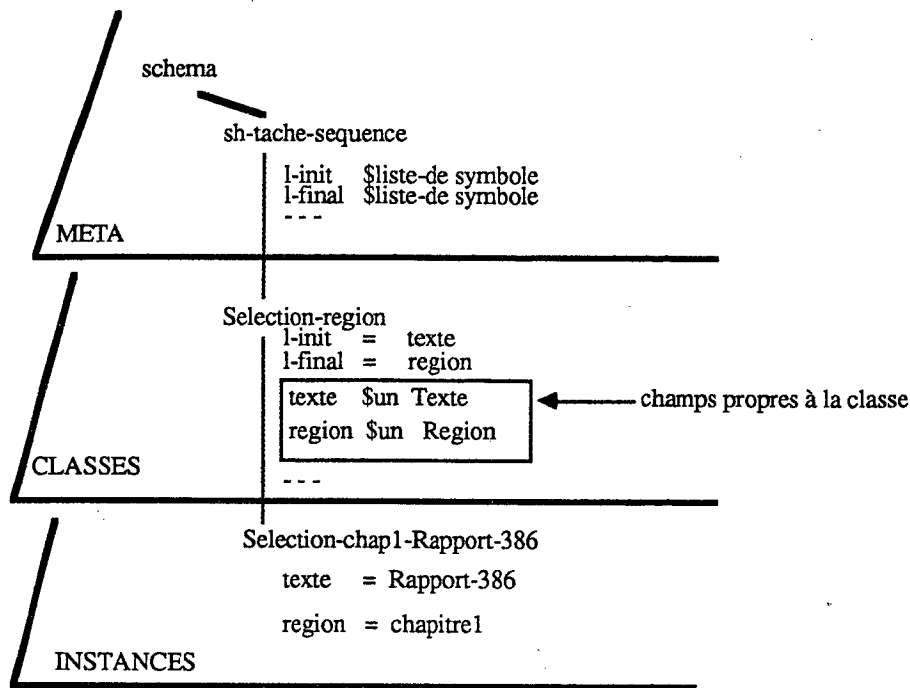 schema
sh-tache-sequence
l-init $liste-de symbole
l-final $liste-de symbole
- - -
META
Selection-region
l-init = texte
l-final = region
texte $un Texte
champs propres à la classe
region $un Region
CLASSES
- - -
Selection-chap1-Rapport-386
texte = Rapport-386
region = chapitre1
INSTANCES